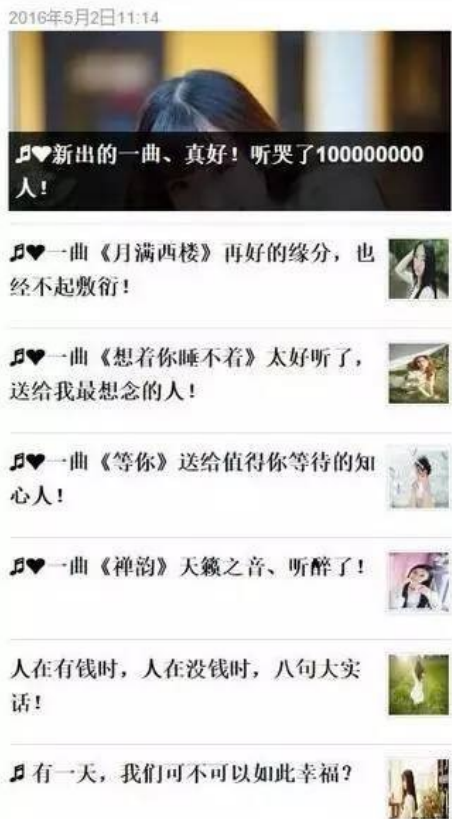 2016年5月2日11:14
🎵♥新出的一曲、真好！听哭了100000000
人！
🎵♥一曲《月满西楼》再好的缘分，也
经不起敷衍！
🎵♥一曲《想着你睡不着》太好听了，
送给我最想念的人！
🎵♥一曲《等你》送给值得你等待的知
心人！
🎵♥一曲《禅韵》天籁之音、听醉了！
人在有钱时，人在没钱时，八句大实
话！
🎵有一天，我们可不可以如此幸福？